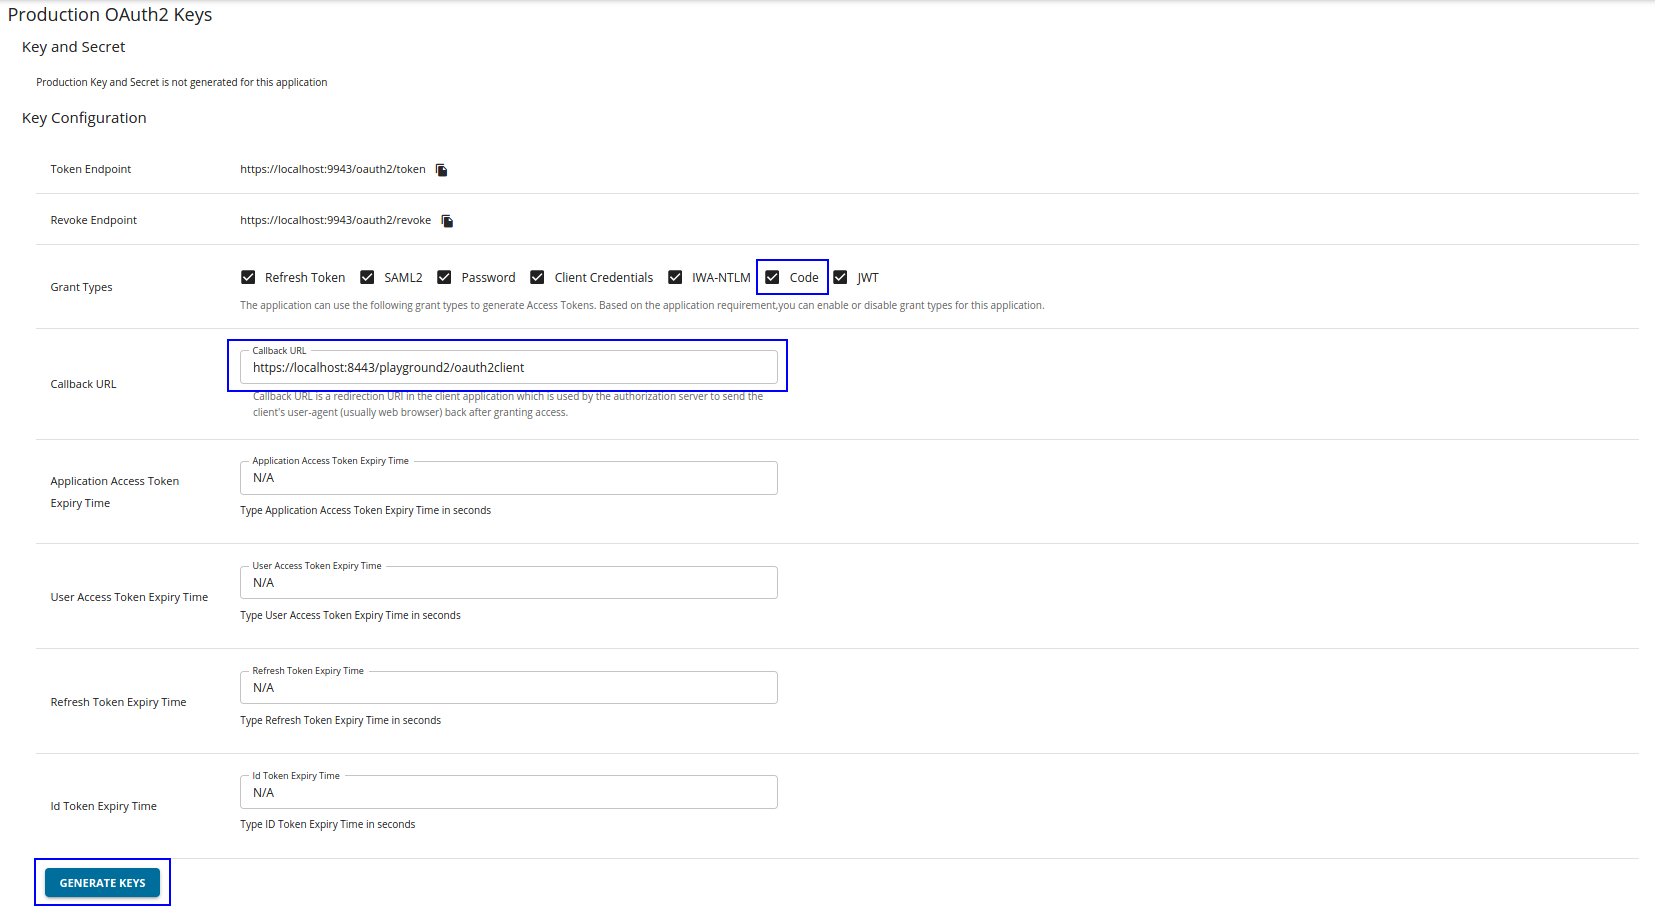 Production OAuth2 Keys
Key and Secret
Production Key and Secret is not generated for this application
Key Configuration
Token Endpoint
https://localhost:9943/oauth2/token
Revoke Endpoint
https://localhost:9943/oauth2/revoke
Grant Types
Refresh Token SAML2 Password Client Credentials IWA-NTLM Code JWT
The application can use the following grant types to generate Access Tokens. Based on the application requirement,you can enable or disable grant types for this application.
Callback URL
Callback URL
https://localhost:8443/playground2/oauth2client
Callback URL is a redirection URI in the client application which is used by the authorization server to send the
client's user-agent (usually web browser) back after granting access.
Application Access Token
Expiry Time
Application Access Token Expiry Time
N/A
Type Application Access Token Expiry Time in seconds
User Access Token Expiry Time
User Access Token Expiry Time
N/A
Type User Access Token Expiry Time in seconds
Refresh Token Expiry Time
Refresh Token Expiry Time
N/A
Type Refresh Token Expiry Time in seconds
Id Token Expiry Time
Id Token Expiry Time
N/A
Type ID Token Expiry Time in seconds
GENERATE KEYS